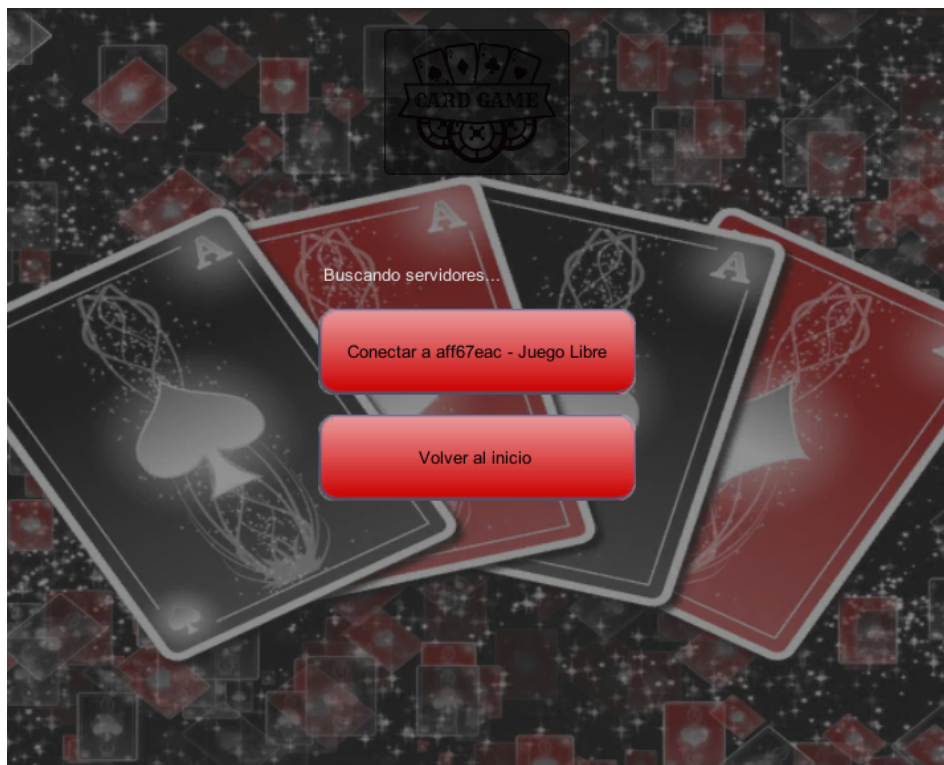 CARD GAME
A
A
A
Buscando servidores...
Conectar a aff67eac - Juego Libre
Volver al inicio